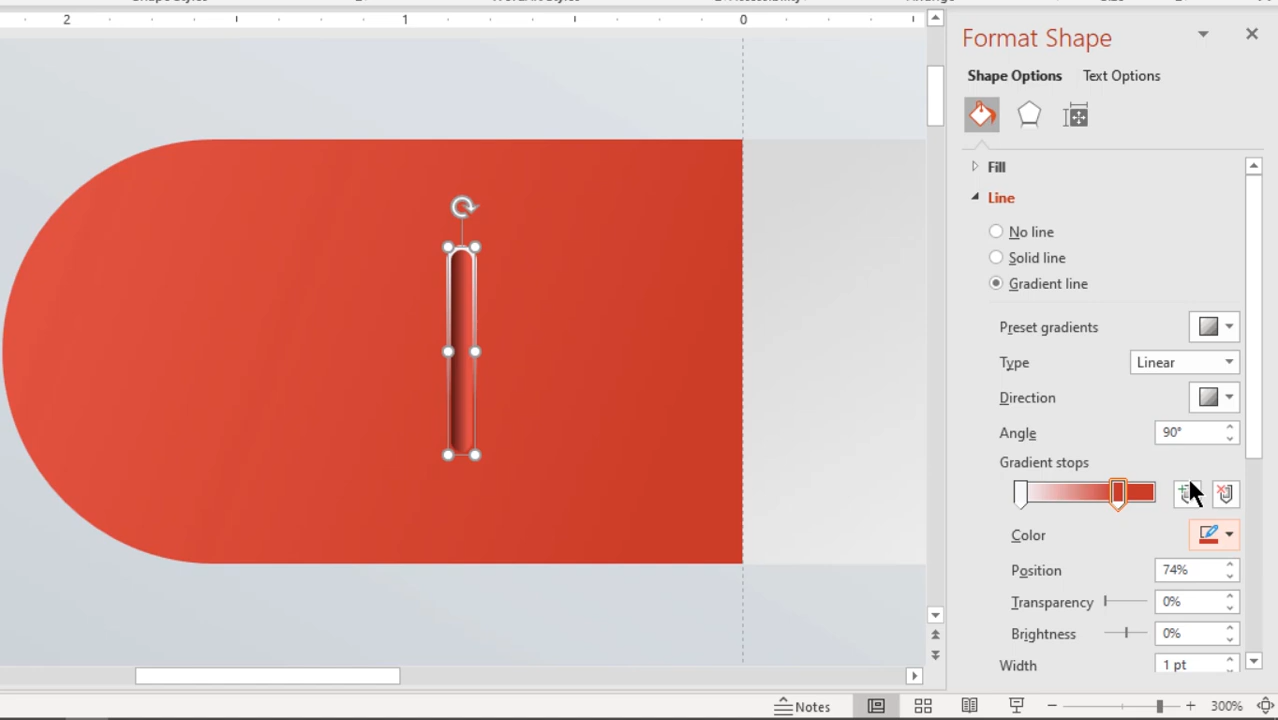 2 1 0
Format Shape
Shape Options Text Options
Fill
Line
No line
Solid line
Gradient line
Preset gradients
Type Linear
Direction
Angle 90°
Gradient stops
Color
Position 74%
Transparency 0%
Brightness 0%
Width 1 pt
Notes 300%